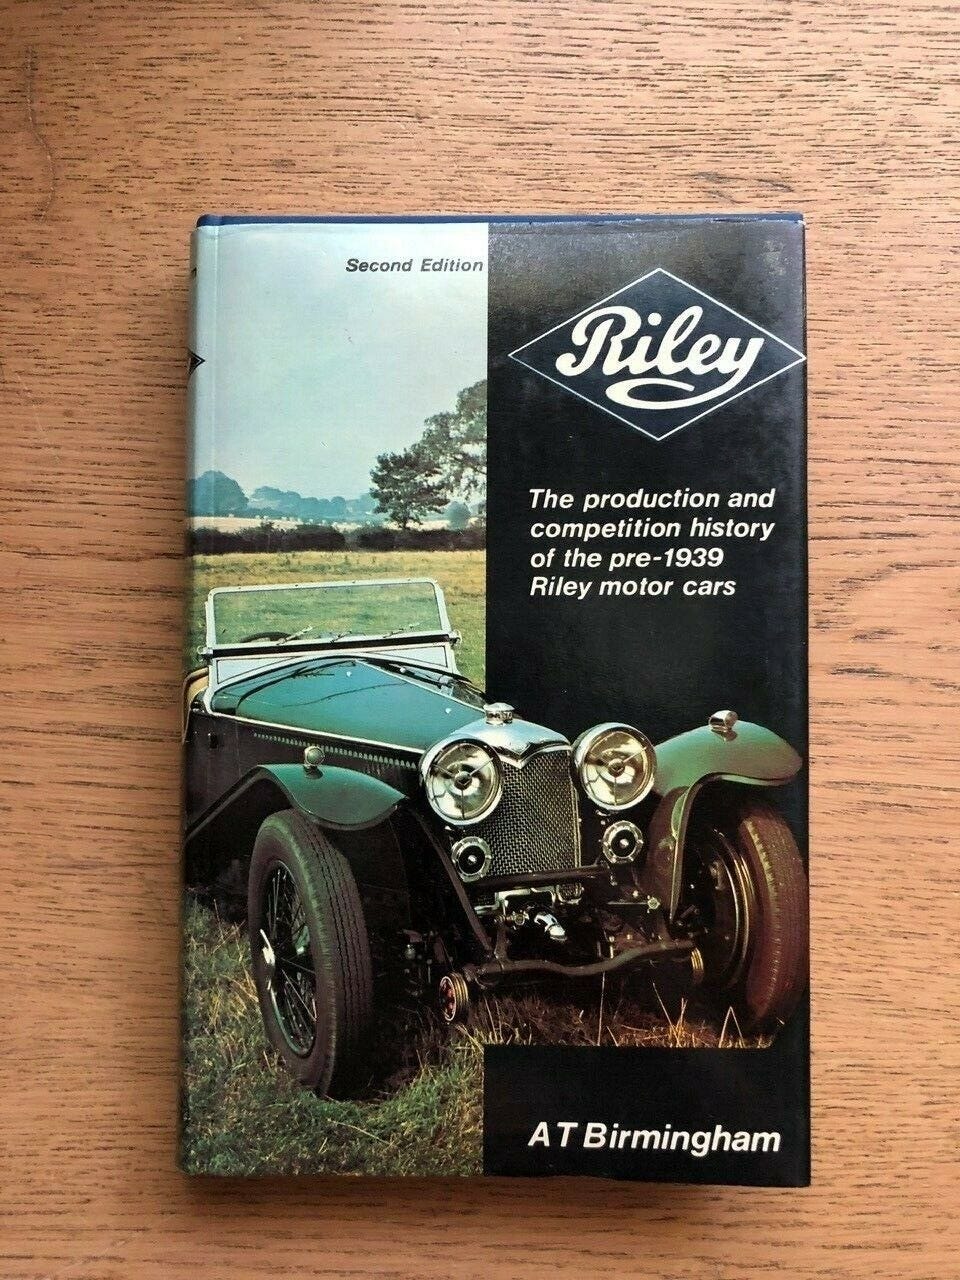 Second Edition
Riley
The production and
competition history
of the pre-1939
Riley motor cars
A T Birmingham